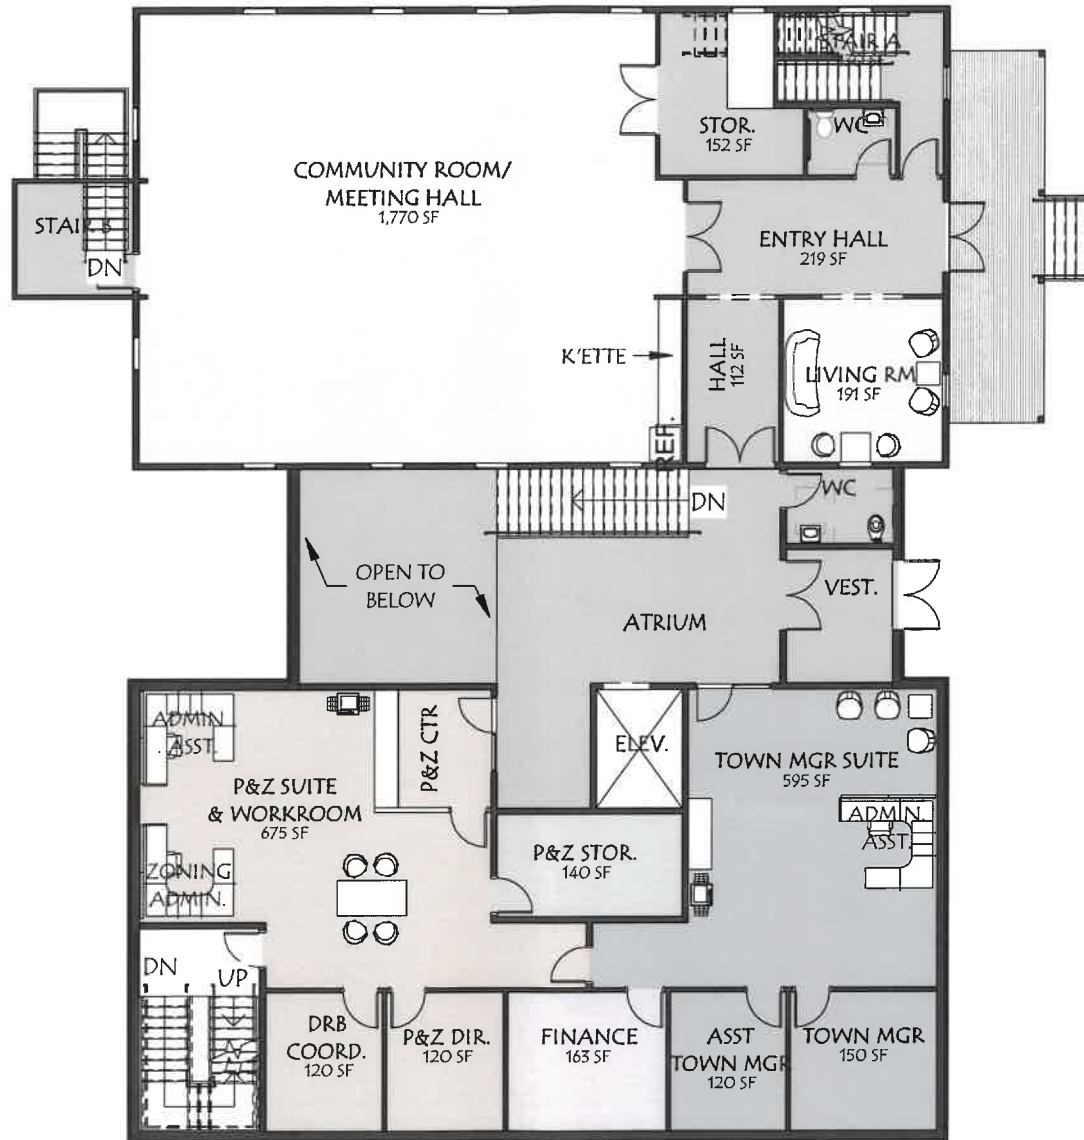 STAIR A
STOR.
152 SF
WC
COMMUNITY ROOM/
MEETING HALL
1,770 SF
STAIR B
DN
ENTRY HALL
219 SF
K'ETTE
HALL
112 SF
LIVING RM
191 SF
REF.
DN
WC
OPEN TO
BELOW
VEST.
ATRIUM
ADMIN.
ASST.
P&Z CTR
ELEV.
P&Z SUITE
& WORKROOM
675 SF
TOWN MGR SUITE
595 SF
ADMIN.
ASST.
P&Z STOR.
140 SF
ZONING
ADMIN.
DN
UP
DRB
COORD.
120 SF
P&Z DIR.
120 SF
FINANCE
163 SF
ASST
TOWN MGR
120 SF
TOWN MGR
150 SF